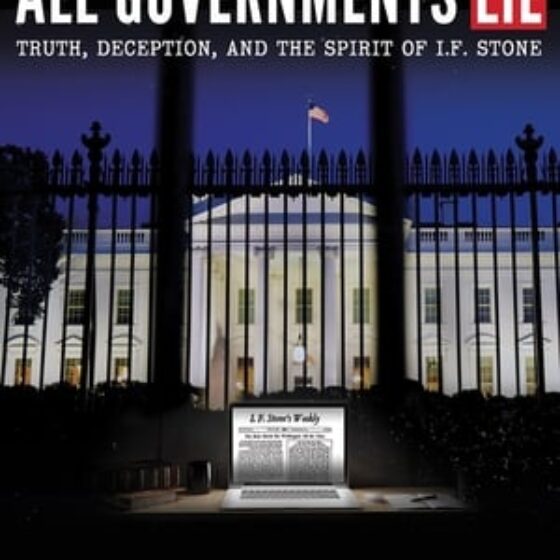 ALL GOVERNMENTS LIE
TRUTH, DECEPTION, AND THE SPIRIT OF I.F. STONE
I. F. Stone's Weekly